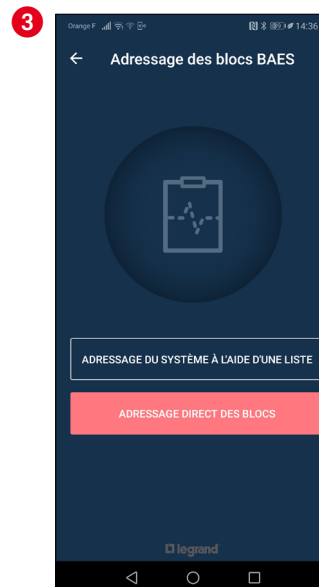 3
Orange F 14:36
Adressage des blocs BAES
ADRESSAGE DU SYSTÈME À L'AIDE D'UNE LISTE
ADRESSAGE DIRECT DES BLOCS
legrand